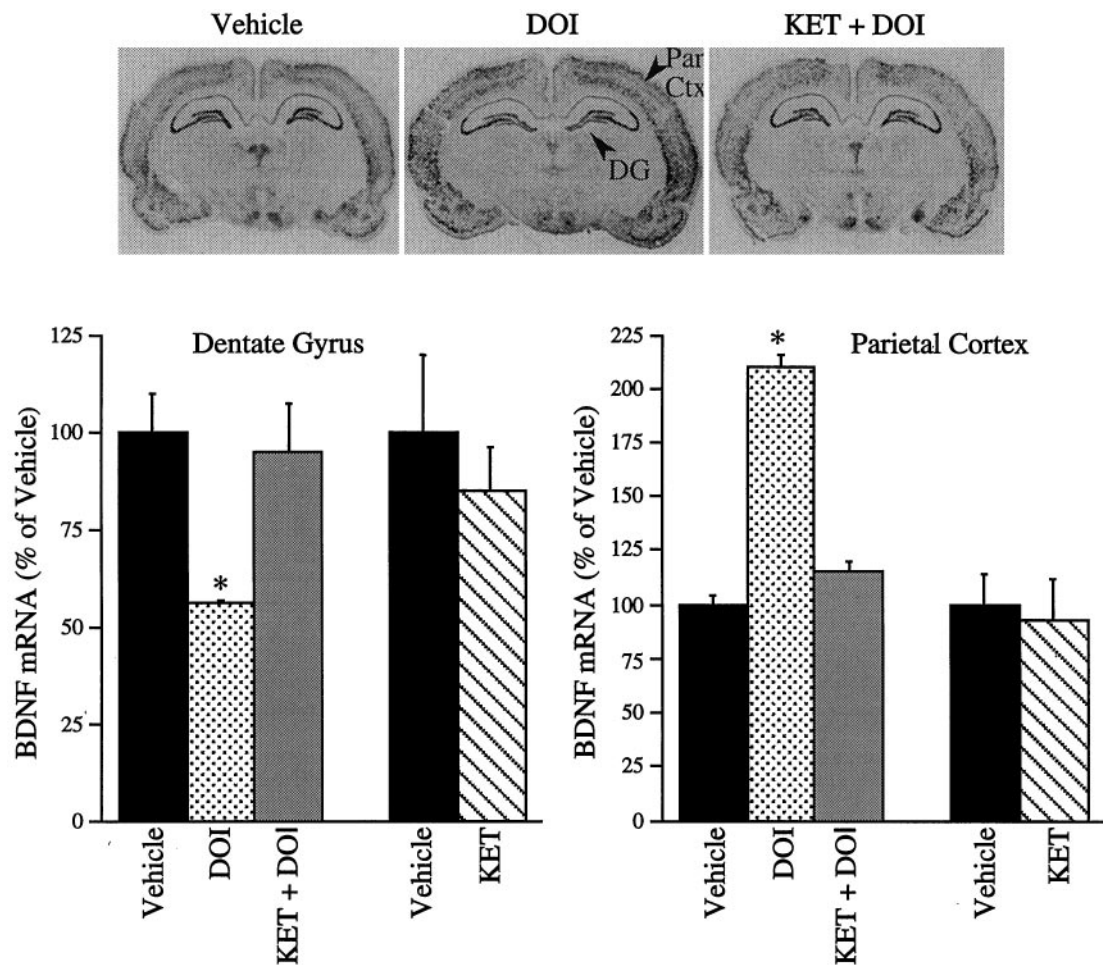 Vehicle
DOI
KET + DOI
Par
Ctx
DG
Dentate Gyrus
BDNF mRNA (% of Vehicle)
125
100
75
50
25
0
Vehicle
DOI
*
KET + DOI
Vehicle
KET
Parietal Cortex
BDNF mRNA (% of Vehicle)
225
200
175
150
125
100
75
50
25
0
*
Vehicle
DOI
KET + DOI
Vehicle
KET